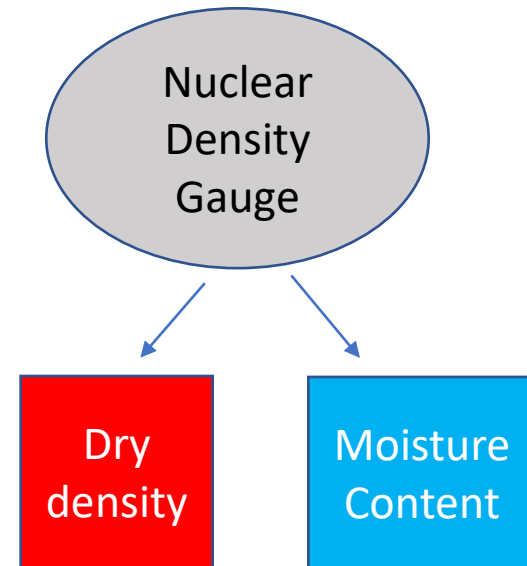 Nuclear
Density
Gauge
Dry
density
Moisture
Content